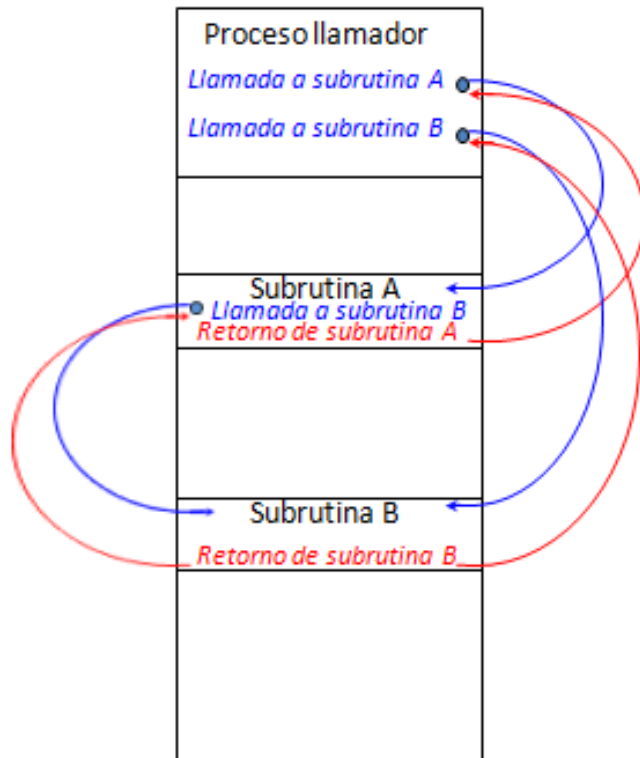 Proceso llamador
Llamada a subrutina A
Llamada a subrutina B
Subrutina A
Llamada a subrutina B
Retorno de subrutina A
Subrutina B
Retorno de subrutina B